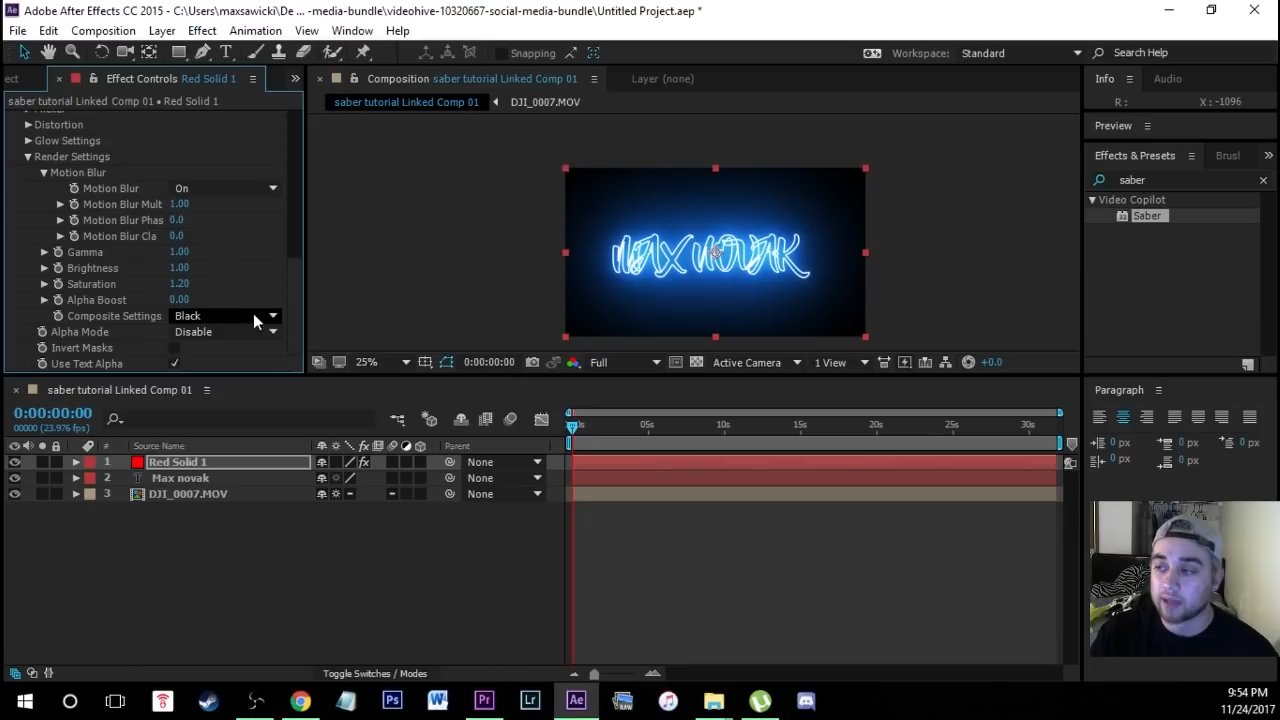 Adobe After Effects CC 2015 - C:\Users\maxsawicki\De ... -media-bundle\videohive-10320667-social-media-bundle\Untitled Project.aep *
File Edit Composition Layer Effect Animation View Window Help
Snapping
Workspace: Standard
Search Help
ect
Effect Controls Red Solid 1
saber tutorial Linked Comp 01 • Red Solid 1
Distortion
Glow Settings
Render Settings
Motion Blur
Motion Blur On
Motion Blur Mult 1.00
Motion Blur Phas 0.0
Motion Blur Cla 0.0
Gamma 1.00
Brightness 1.00
Saturation 1.20
Alpha Boost 0.00
Composite Settings Black
Alpha Mode Disable
Invert Masks
Use Text Alpha
Composition saber tutorial Linked Comp 01
Layer (none)
saber tutorial Linked Comp 01 DJI_0007.MOV
MAX NOVAK
25% 0:00:00:00 Full Active Camera 1 View +0.0
Info Audio
R : X : -1096
Preview
Effects & Presets Brusl
saber
Video Copilot
Saber
Paragraph
0 px 0 px 0 px
0 px 0 px
saber tutorial Linked Comp 01
0:00:00:00
00000 (23.976 fps)
# Source Name Parent
1 Red Solid 1 None
2 Max novak None
3 DJI_0007.MOV None
05s 10s 15s 20s 25s 30s
Toggle Switches / Modes
Ps W Pr Lr Ae RAW
9:54 PM
11/24/2017